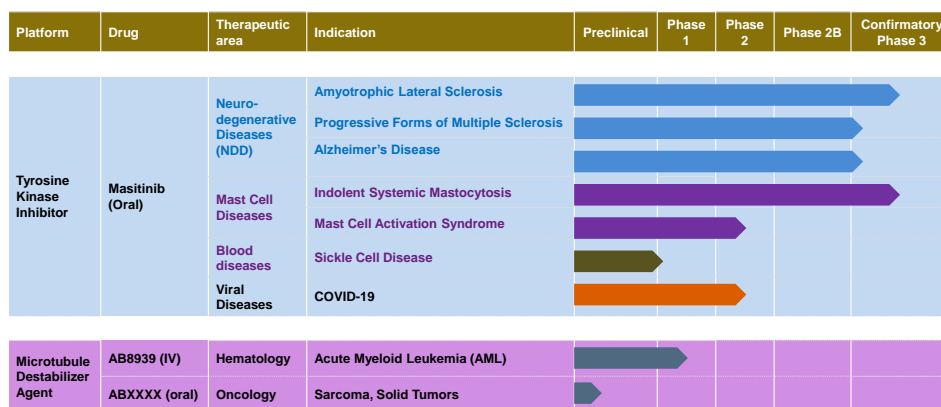 Platform
Drug
Therapeutic
area
Indication
Preclinical
Phase
1
Phase
2
Phase 2B
Confirmatory
Phase 3
Tyrosine
Kinase
Inhibitor
Masitinib
(Oral)
Neuro-
degenerative
Diseases
(NDD)
Amyotrophic Lateral Sclerosis
Progressive Forms of Multiple Sclerosis
Alzheimer's Disease
Mast Cell
Diseases
Indolent Systemic Mastocytosis
Mast Cell Activation Syndrome
Blood
diseases
Sickle Cell Disease
Viral
Diseases
COVID-19
Microtubule
Destabilizer
Agent
AB8939 (IV)
Hematology
Acute Myeloid Leukemia (AML)
ABXXXX (oral)
Oncology
Sarcoma, Solid Tumors